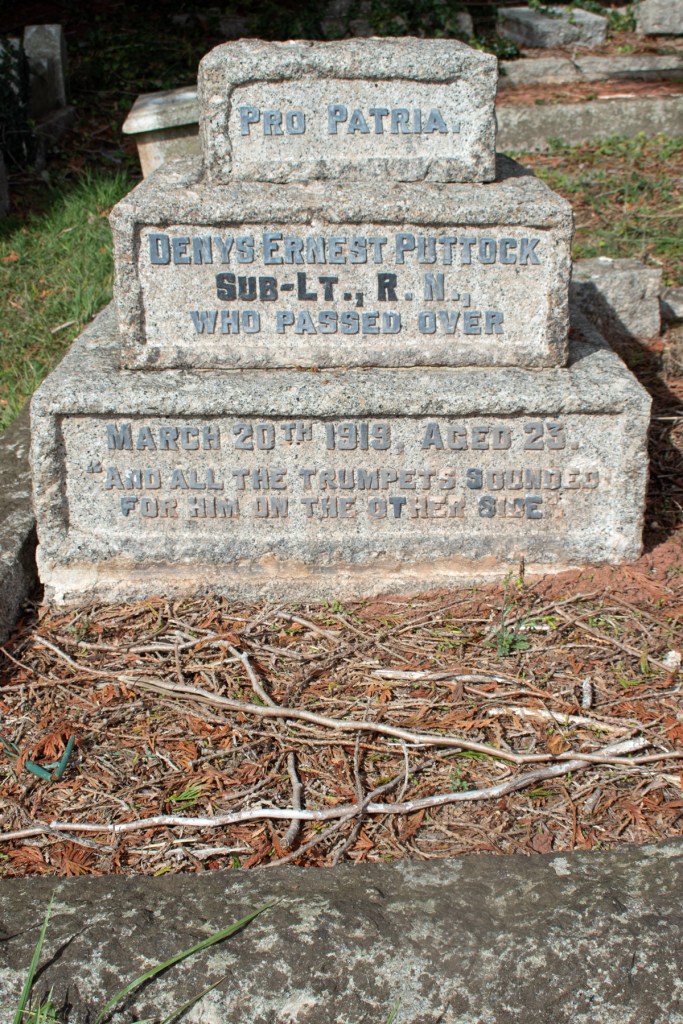 PRO PATRIA.
DENYS ERNEST PUTTOCK
SUB-LT., R. N.,
WHO PASSED OVER
MARCH 20TH 1919, AGED 23.
"AND ALL THE TRUMPETS SOUNDED
FOR HIM ON THE OTHER SIDE"